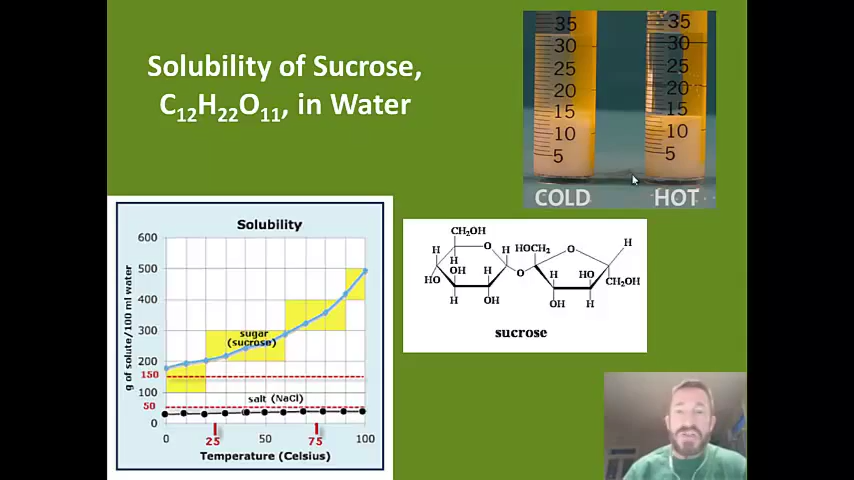 Solubility of Sucrose,
C₁₂H₂₂O₁₁, in Water
35
30
25
20
15
10
5
COLD
35
30
25
20
15
10
5
HOT
Solubility
g of solute/100 ml water
600
500
400
300
200
150
100
50
0
sugar
(sucrose)
salt (NaCl)
0
25
50
75
100
Temperature (Celsius)
CH₂OH
H
O
H
H
OH
H
HO
H
OH
O
HOCH₂
O
H
H
HO
CH₂OH
OH
H
sucrose